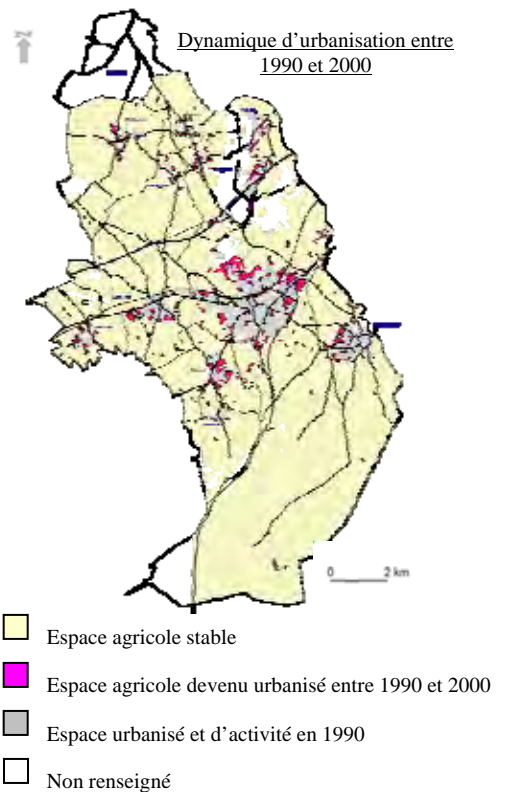 Dynamique d’urbanisation entre
1990 et 2000
0 2 km
Espace agricole stable
Espace agricole devenu urbanisé entre 1990 et 2000
Espace urbanisé et d’activité en 1990
Non renseigné